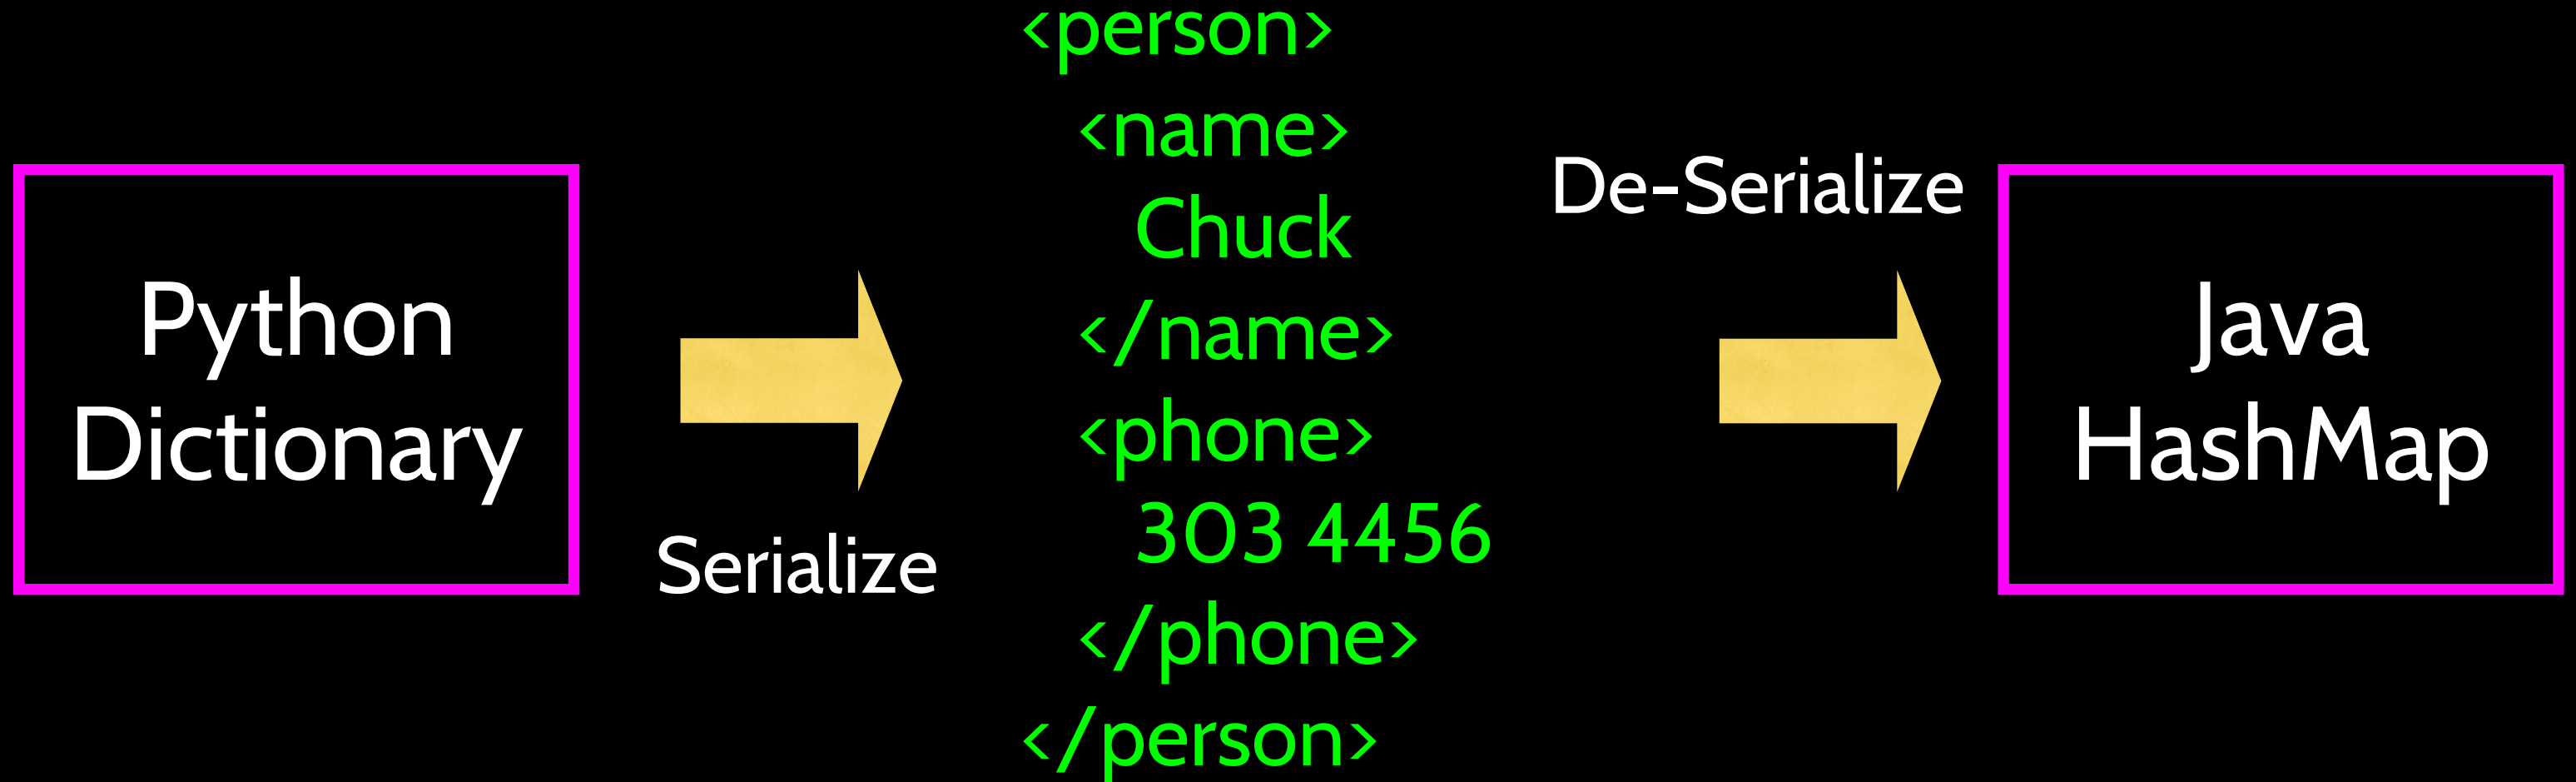 Python
Dictionary
Serialize
<person>
<name>
Chuck
</name>
<phone>
303 4456
</phone>
</person>
De-Serialize
Java
HashMap